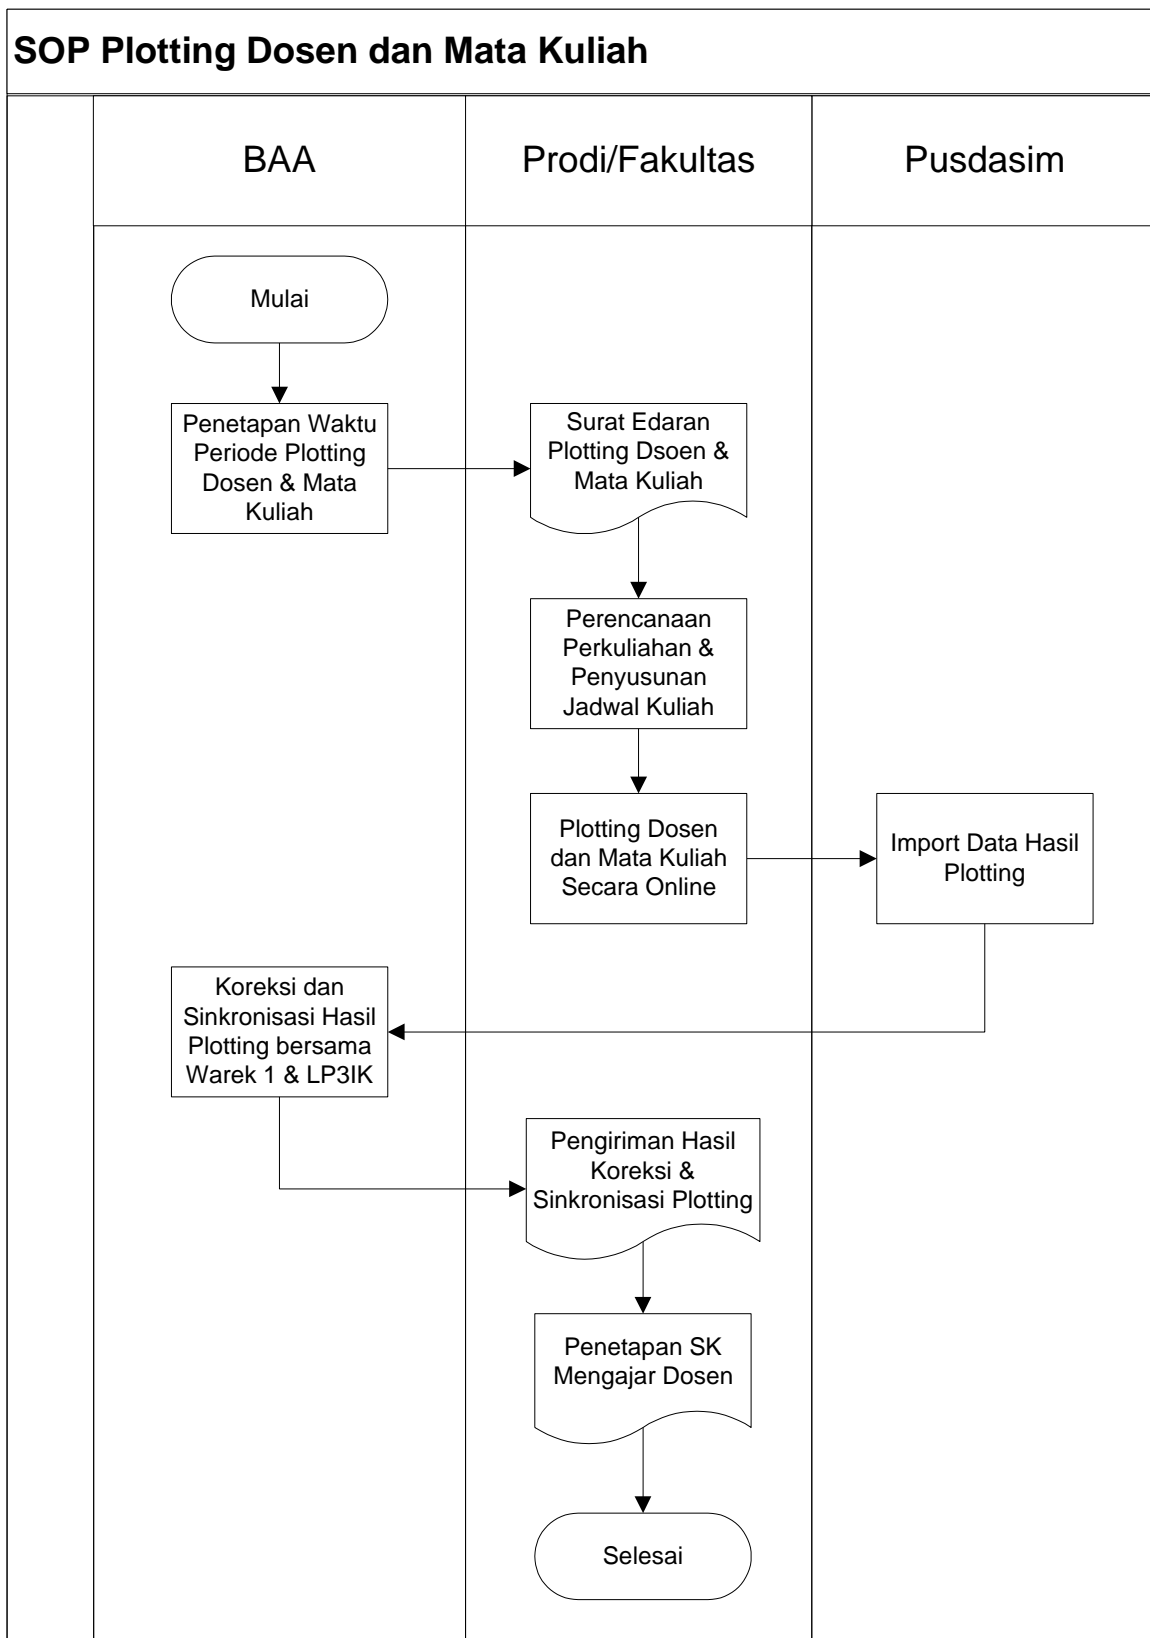 SOP Plotting Dosen dan Mata Kuliah
BAA
Prodi/Fakultas
Pusdasim
Mulai
Penetapan Waktu
Periode Plotting
Dosen & Mata
Kuliah
Surat Edaran
Plotting Dsoen &
Mata Kuliah
Perencanaan
Perkuliahan &
Penyusunan
Jadwal Kuliah
Plotting Dosen
dan Mata Kuliah
Secara Online
Import Data Hasil
Plotting
Koreksi dan
Sinkronisasi Hasil
Plotting bersama
Warek 1 & LP3IK
Pengiriman Hasil
Koreksi &
Sinkronisasi Plotting
Penetapan SK
Mengajar Dosen
Selesai